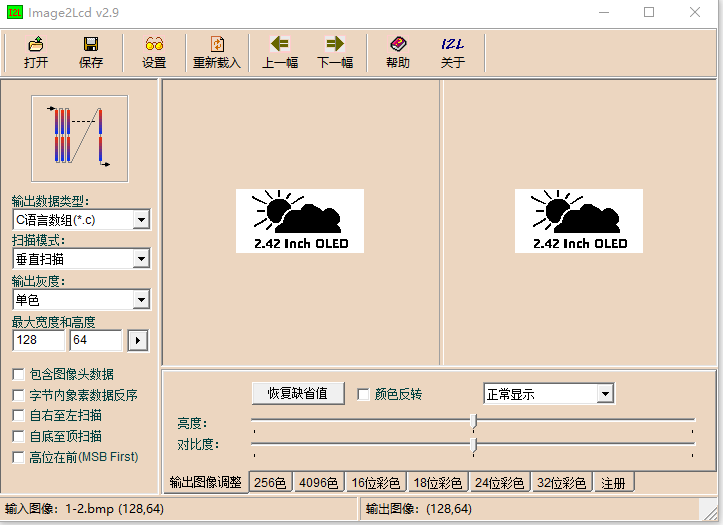 Image2Lcd v2.9
打开 保存 设置 重新载入 上一幅 下一幅 帮助 关于
I2L
输出数据类型:
C语言数组(*.c)
扫描模式:
垂直扫描
输出灰度:
单色
最大宽度和高度
128 64
包含图像头数据
字节内象素数据反序
自右至左扫描
自底至顶扫描
高位在前(MSB First)
2.42 Inch OLED
2.42 Inch OLED
恢复缺省值 颜色反转 正常显示
亮度:
对比度:
输出图像调整 256色 4096色 16位彩色 18位彩色 24位彩色 32位彩色 注册
输入图像: 1-2.bmp (128,64) 输出图像: (128,64)